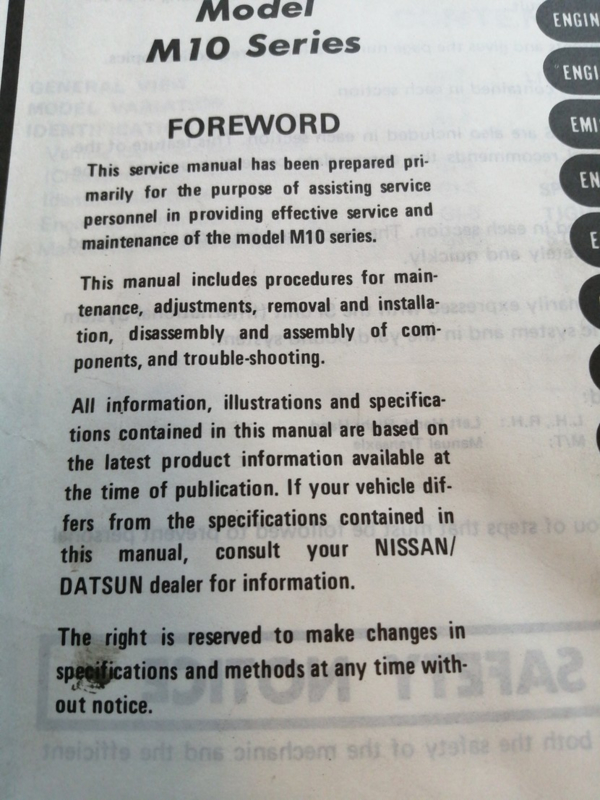 Model
M10 Series
FOREWORD
This service manual has been prepared pri-
marily for the purpose of assisting service
personnel in providing effective service and
maintenance of the model M10 series.
This manual includes procedures for main-
tenance, adjustments, removal and installa-
tion, disassembly and assembly of com-
ponents, and trouble-shooting.
All information, illustrations and specifica-
tions contained in this manual are based on
the latest product information available at
the time of publication. If your vehicle dif-
fers from the specifications contained in
this manual, consult your NISSAN/
DATSUN dealer for information.
The right is reserved to make changes in
specifications and methods at any time with-
out notice.
ENGIN
ENGI
EMI
EN
E